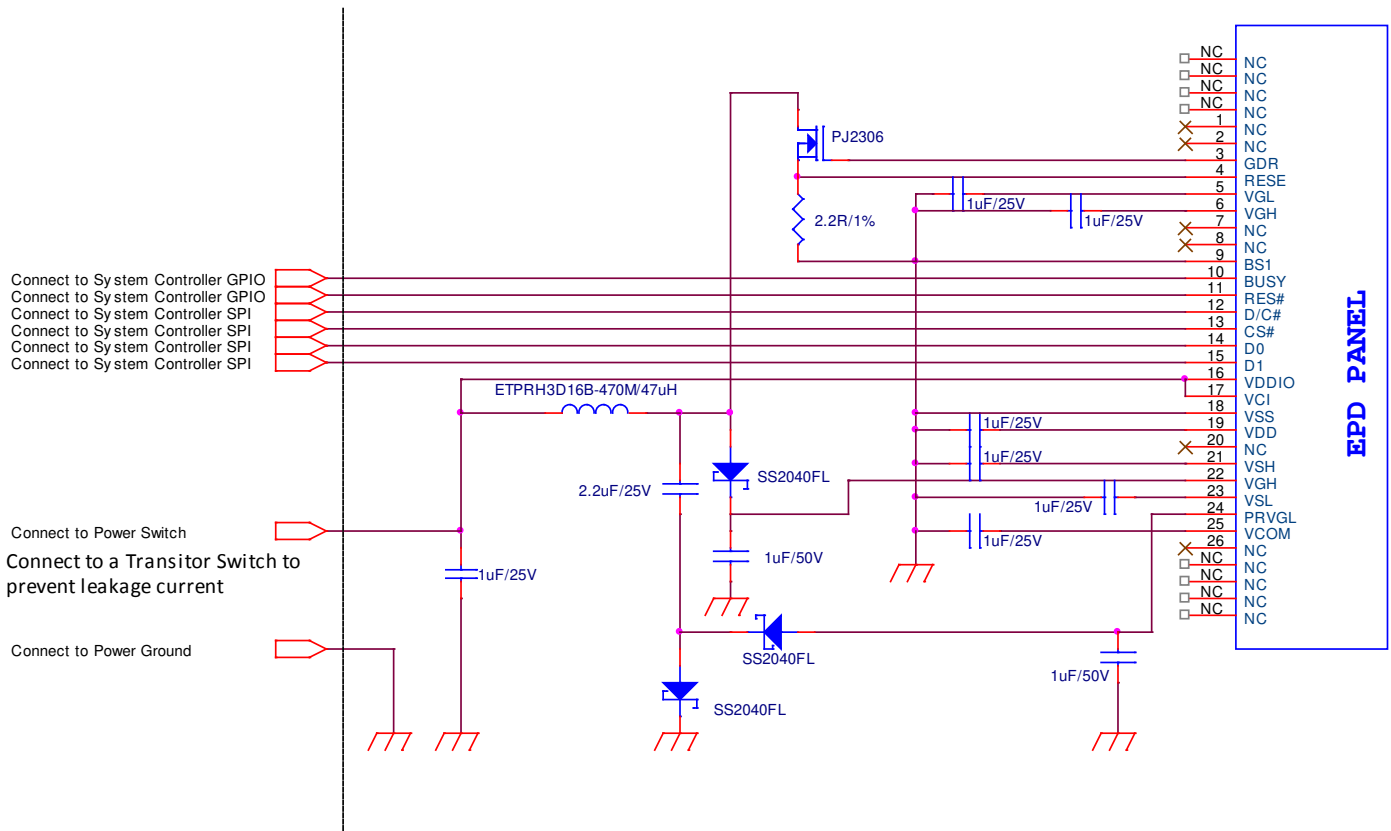 NC
NC
NC
NC
NC
NC
NC
NC
1
NC
2
NC
3
GDR
4
RESE
5
VGL
6
VGH
7
NC
8
NC
9
BS1
10
BUSY
11
RES#
12
D/C#
13
CS#
14
D0
15
D1
16
VDDIO
17
VCI
18
VSS
19
VDD
20
NC
21
VSH
22
VGH
23
VSL
24
PRVGL
25
VCOM
26
NC
NC
NC
NC
NC
NC
NC
NC
NC
EPD PANEL
PJ2306
2.2R/1%
1uF/25V
1uF/25V
Connect to System Controller GPIO
Connect to System Controller GPIO
Connect to System Controller SPI
Connect to System Controller SPI
Connect to System Controller SPI
Connect to System Controller SPI
ETPRH3D16B-470M/47uH
1uF/25V
1uF/25V
SS2040FL
2.2uF/25V
1uF/25V
Connect to Power Switch
1uF/25V
Connect to a Transitor Switch to
prevent leakage current
1uF/25V
1uF/50V
Connect to Power Ground
SS2040FL
1uF/50V
SS2040FL